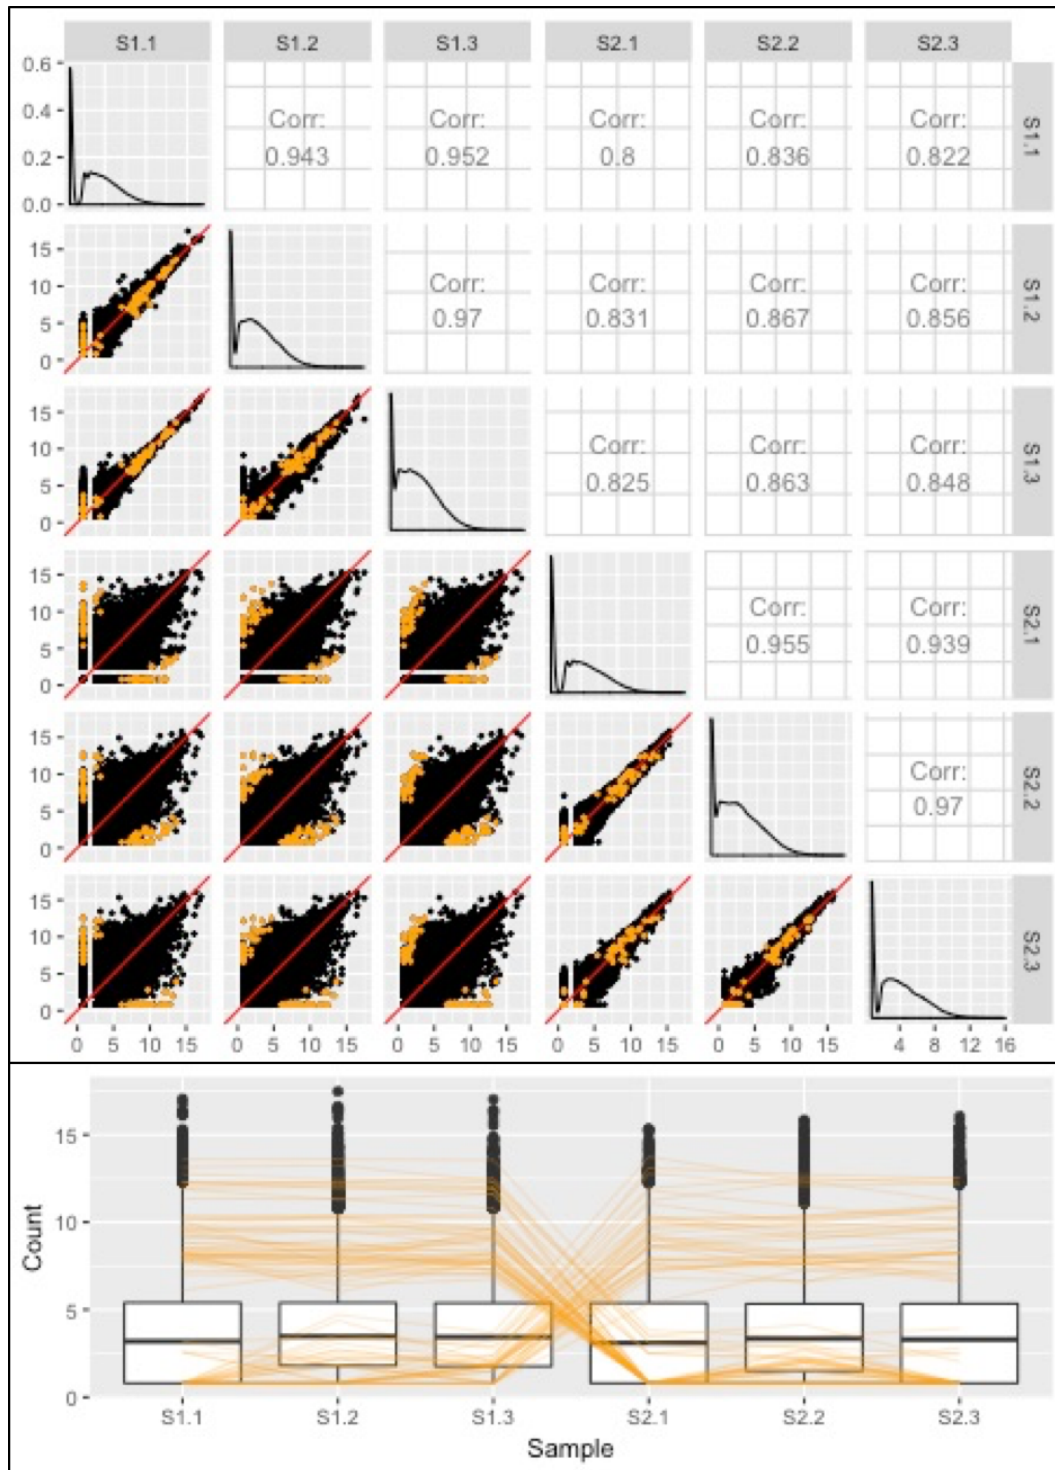 S1.1 S1.2 S1.3 S2.1 S2.2 S2.3
0.6
0.4
0.2
0.0
Corr:
0.943
Corr:
0.952
Corr:
0.8
Corr:
0.836
Corr:
0.822
S1.1
15
10
5
0
Corr:
0.97
Corr:
0.831
Corr:
0.867
Corr:
0.856
S1.2
15
10
5
0
Corr:
0.825
Corr:
0.863
Corr:
0.848
S1.3
15
10
5
0
Corr:
0.955
Corr:
0.939
S2.1
15
10
5
0
Corr:
0.97
S2.2
15
10
5
0
S2.3
0 5 10 15 0 5 10 15 0 5 10 15 0 5 10 15 0 5 10 15 4 8 12 16
Count
15
10
5
0
S1.1 S1.2 S1.3 S2.1 S2.2 S2.3
Sample